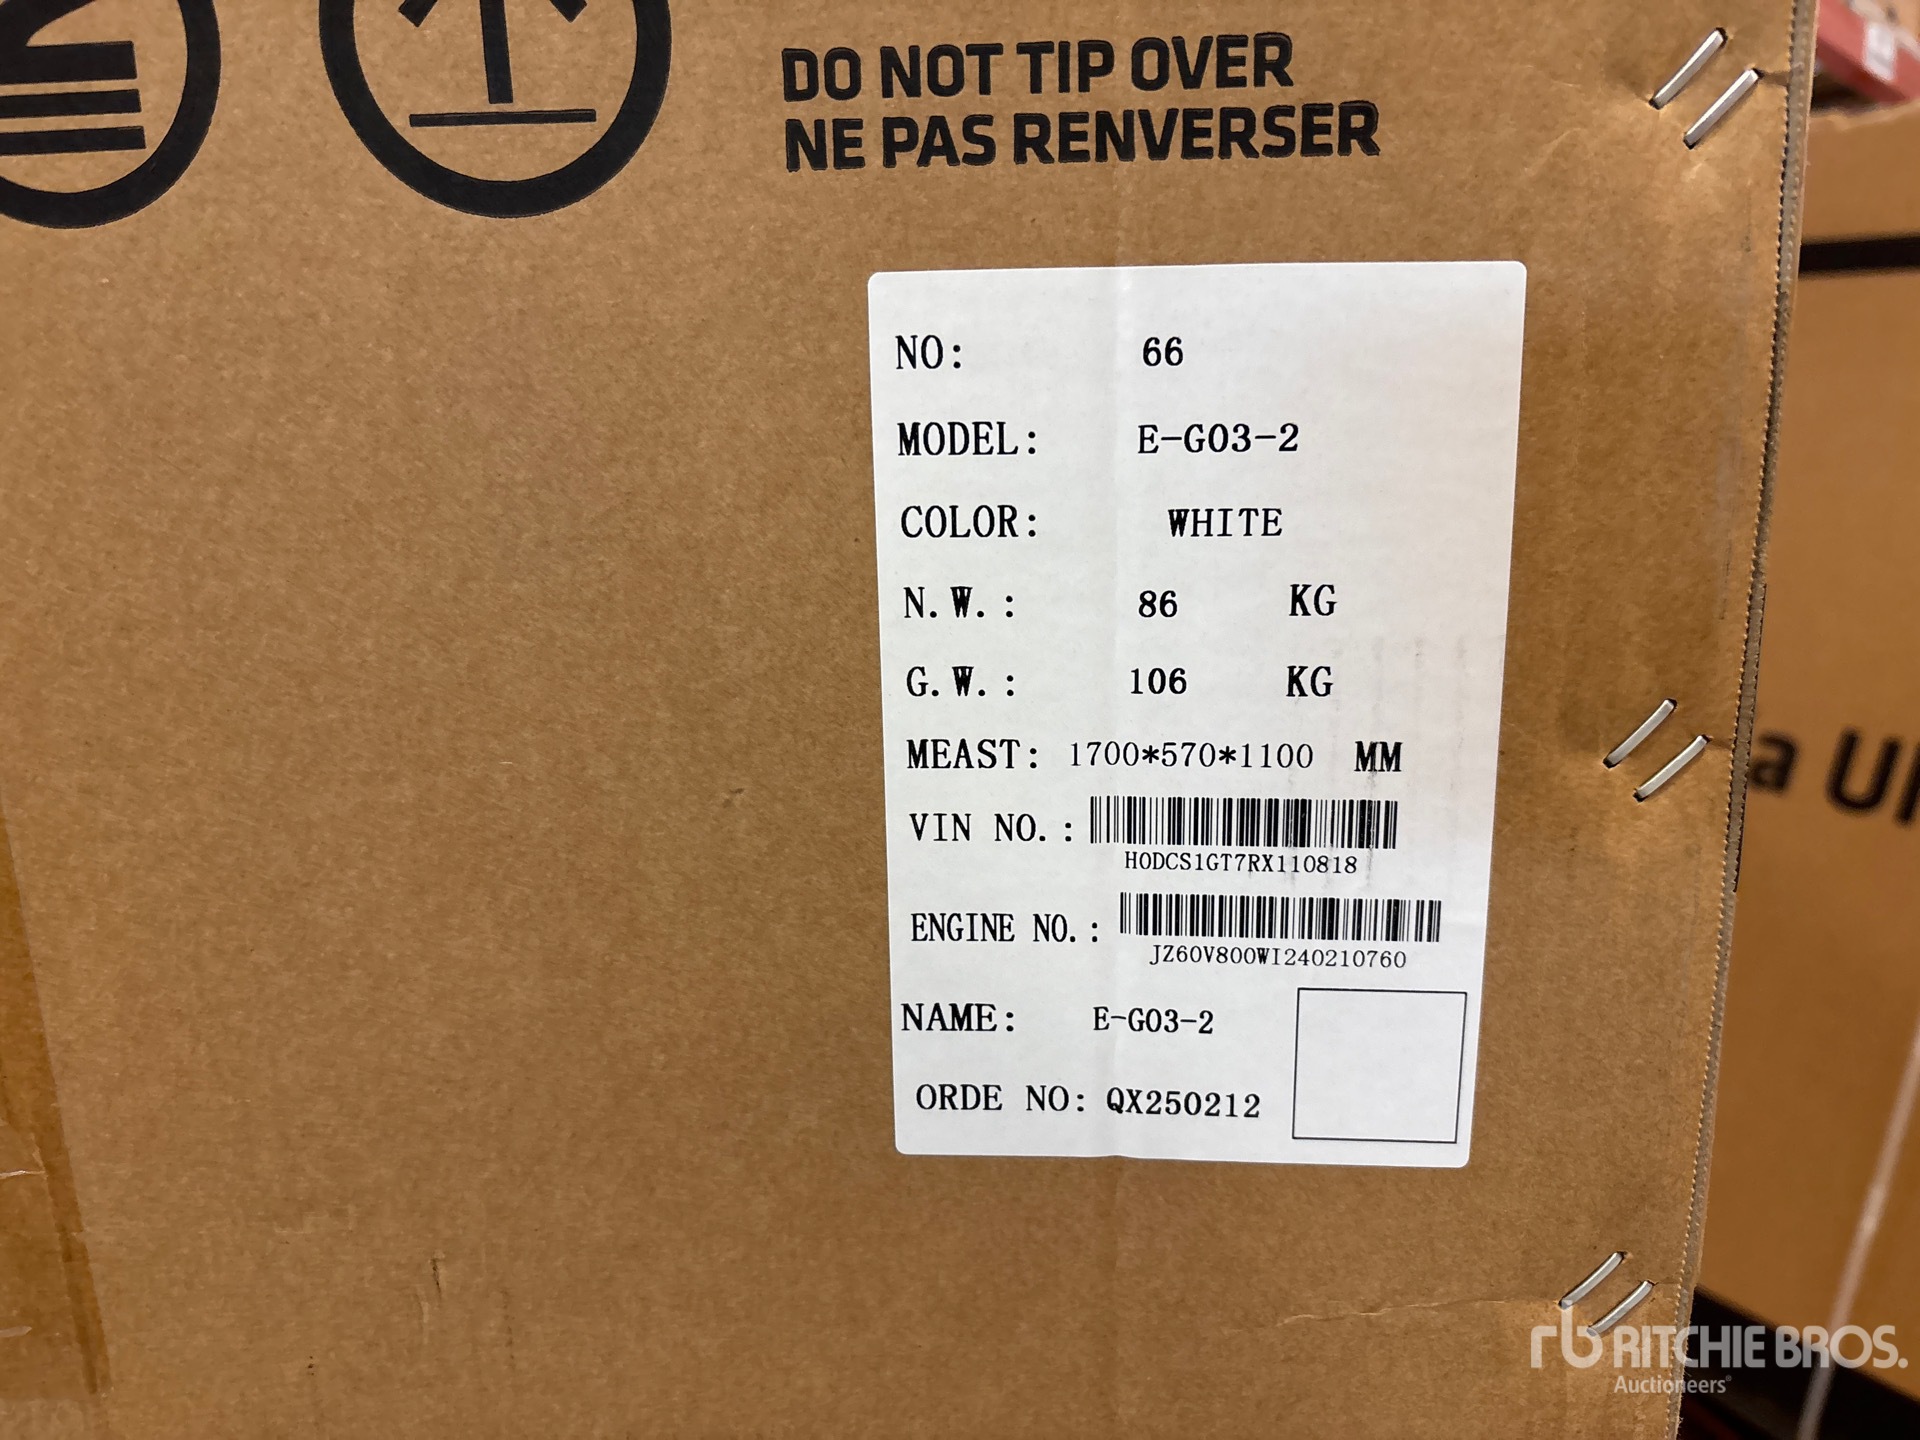 DO NOT TIP OVER
NE PAS RENVERSER
NO: 66
MODEL: E-G03-2
COLOR: WHITE
N.W.: 86 KG
G.W.: 106 KG
MEAST: 1700*570*1100 MM
VIN NO.:
H0DCS1GT7RX110818
ENGINE NO.:
JZ60V800WI240210760
NAME: E-G03-2
ORDE NO: QX250212
a UP
rb RITCHIE BROS.
Auctioneers